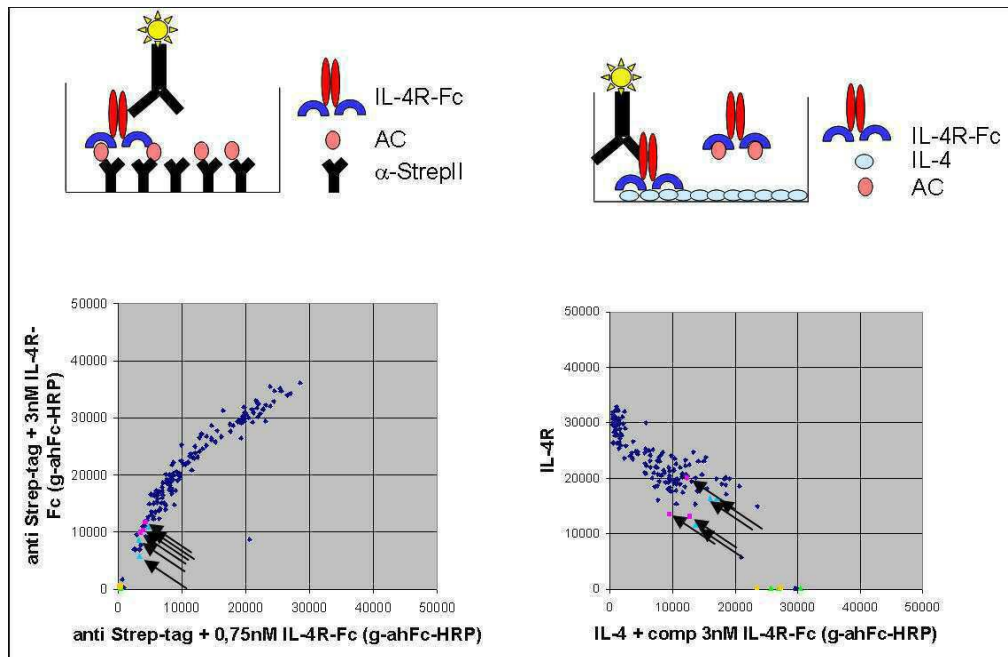 IL-4R-Fc
AC
α-StrepII
IL-4R-Fc
IL-4
AC
anti Strep-tag + 3nM IL-4R-
Fc (g-ahFc-HRP)
50000
40000
30000
20000
10000
0
0 10000 20000 30000 40000 50000
anti Strep-tag + 0,75nM IL-4R-Fc (g-ahFc-HRP)
IL-4R
50000
40000
30000
20000
10000
0
0 10000 20000 30000 40000 50000
IL-4 + comp 3nM IL-4R-Fc (g-ahFc-HRP)